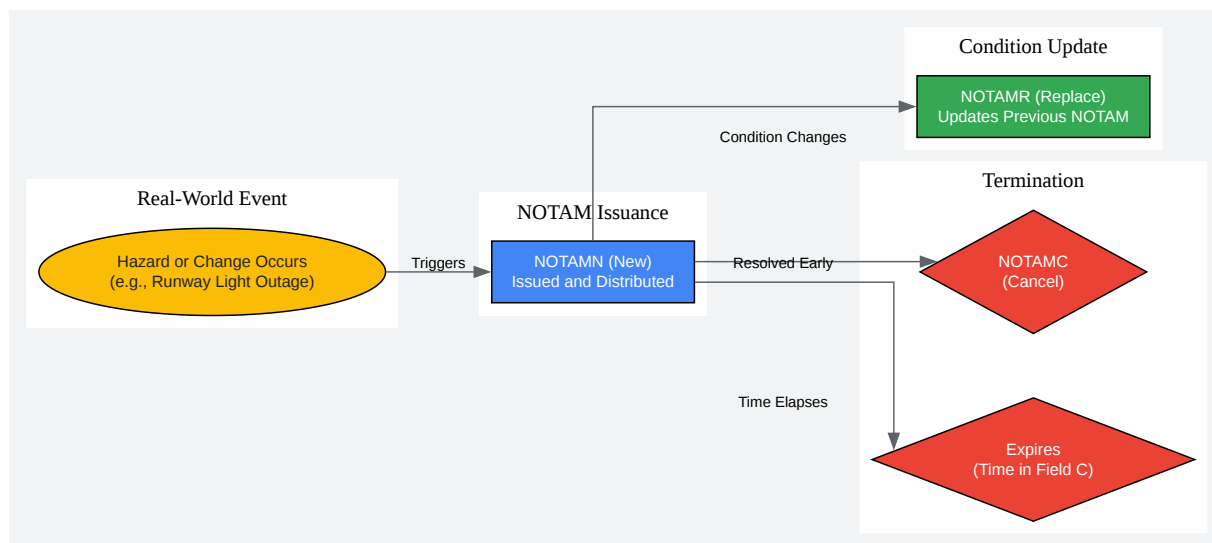 Condition Update
NOTAMR (Replace)
Updates Previous NOTAM
Condition Changes
Termination
Real-World Event
NOTAM Issuance
Hazard or Change Occurs
(e.g., Runway Light Outage)
Triggers
NOTAMN (New)
Issued and Distributed
Resolved Early
NOTAMC
(Cancel)
Time Elapses
Expires
(Time in Field C)